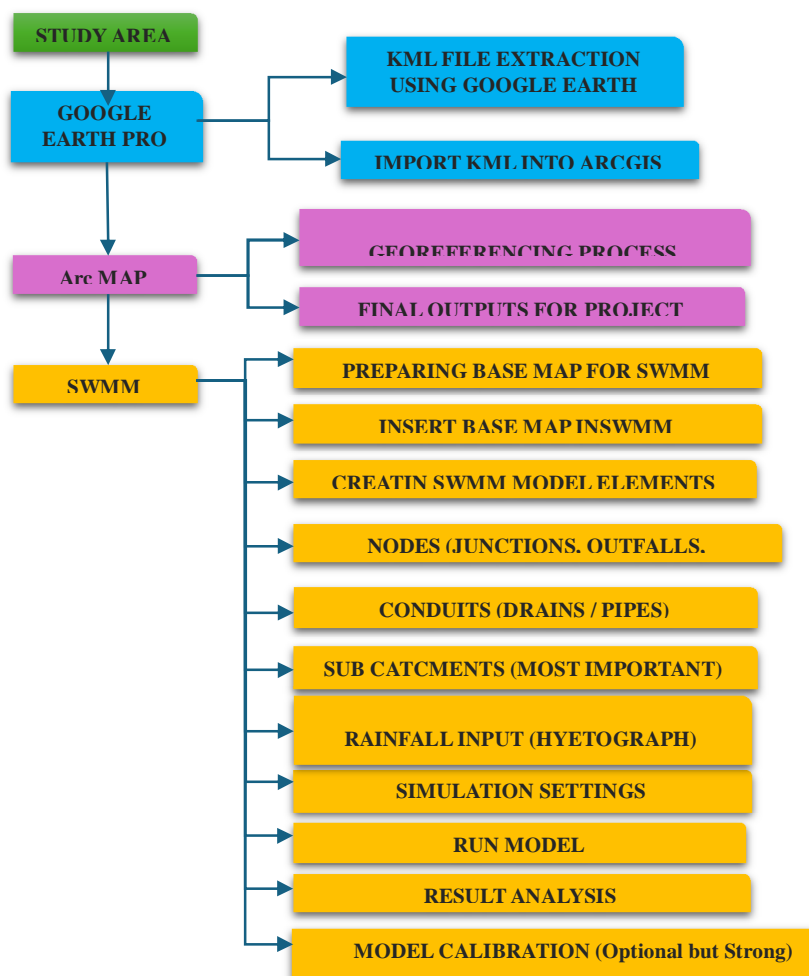 STUDY AREA
GOOGLE
EARTH PRO
KML FILE EXTRACTION
USING GOOGLE EARTH
IMPORT KML INTO ARCGIS
Arc MAP
GEOREFERENCING PROCESS
FINAL OUTPUTS FOR PROJECT
SWMM
PREPARING BASE MAP FOR SWMM
INSERT BASE MAP INSWMM
CREATIN SWMM MODEL ELEMENTS
NODES (JUNCTIONS, OUTFALLS,
CONDUITS (DRAINS / PIPES)
SUB CATCMENTS (MOST IMPORTANT)
RAINFALL INPUT (HYETOGRAPH)
SIMULATION SETTINGS
RUN MODEL
RESULT ANALYSIS
MODEL CALIBRATION (Optional but Strong)